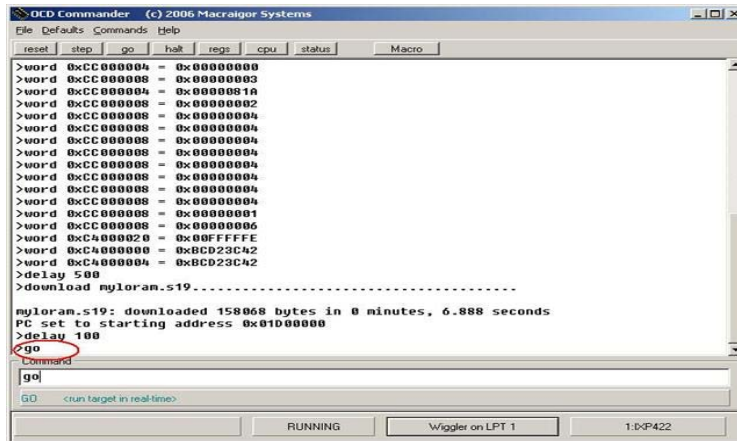 OCD Commander (c) 2006 Macraigor Systems
File Defaults Commands Help
reset step go halt regs cpu status Macro
>word 0xCC000004 = 0x00000000
>word 0xCC000008 = 0x00000003
>word 0xCC000004 = 0x0000081A
>word 0xCC000008 = 0x00000002
>word 0xCC000008 = 0x00000004
>word 0xCC000008 = 0x00000004
>word 0xCC000008 = 0x00000004
>word 0xCC000008 = 0x00000004
>word 0xCC000008 = 0x00000004
>word 0xCC000008 = 0x00000004
>word 0xCC000008 = 0x00000004
>word 0xCC000008 = 0x00000004
>word 0xCC000008 = 0x00000001
>word 0xCC000008 = 0x00000006
>word 0xC4000020 = 0x00FFFFFE
>word 0xC4000000 = 0xBCD23C42
>word 0xC4000004 = 0xBCD23C42
>delay 500
>download myloram.s19.......................................
myloram.s19: downloaded 158068 bytes in 0 minutes, 6.888 seconds
PC set to starting address 0x01D00000
>delay 100
>go
Command
go
GO <run target in real-time>
RUNNING Wiggler on LPT 1 1:IXP422